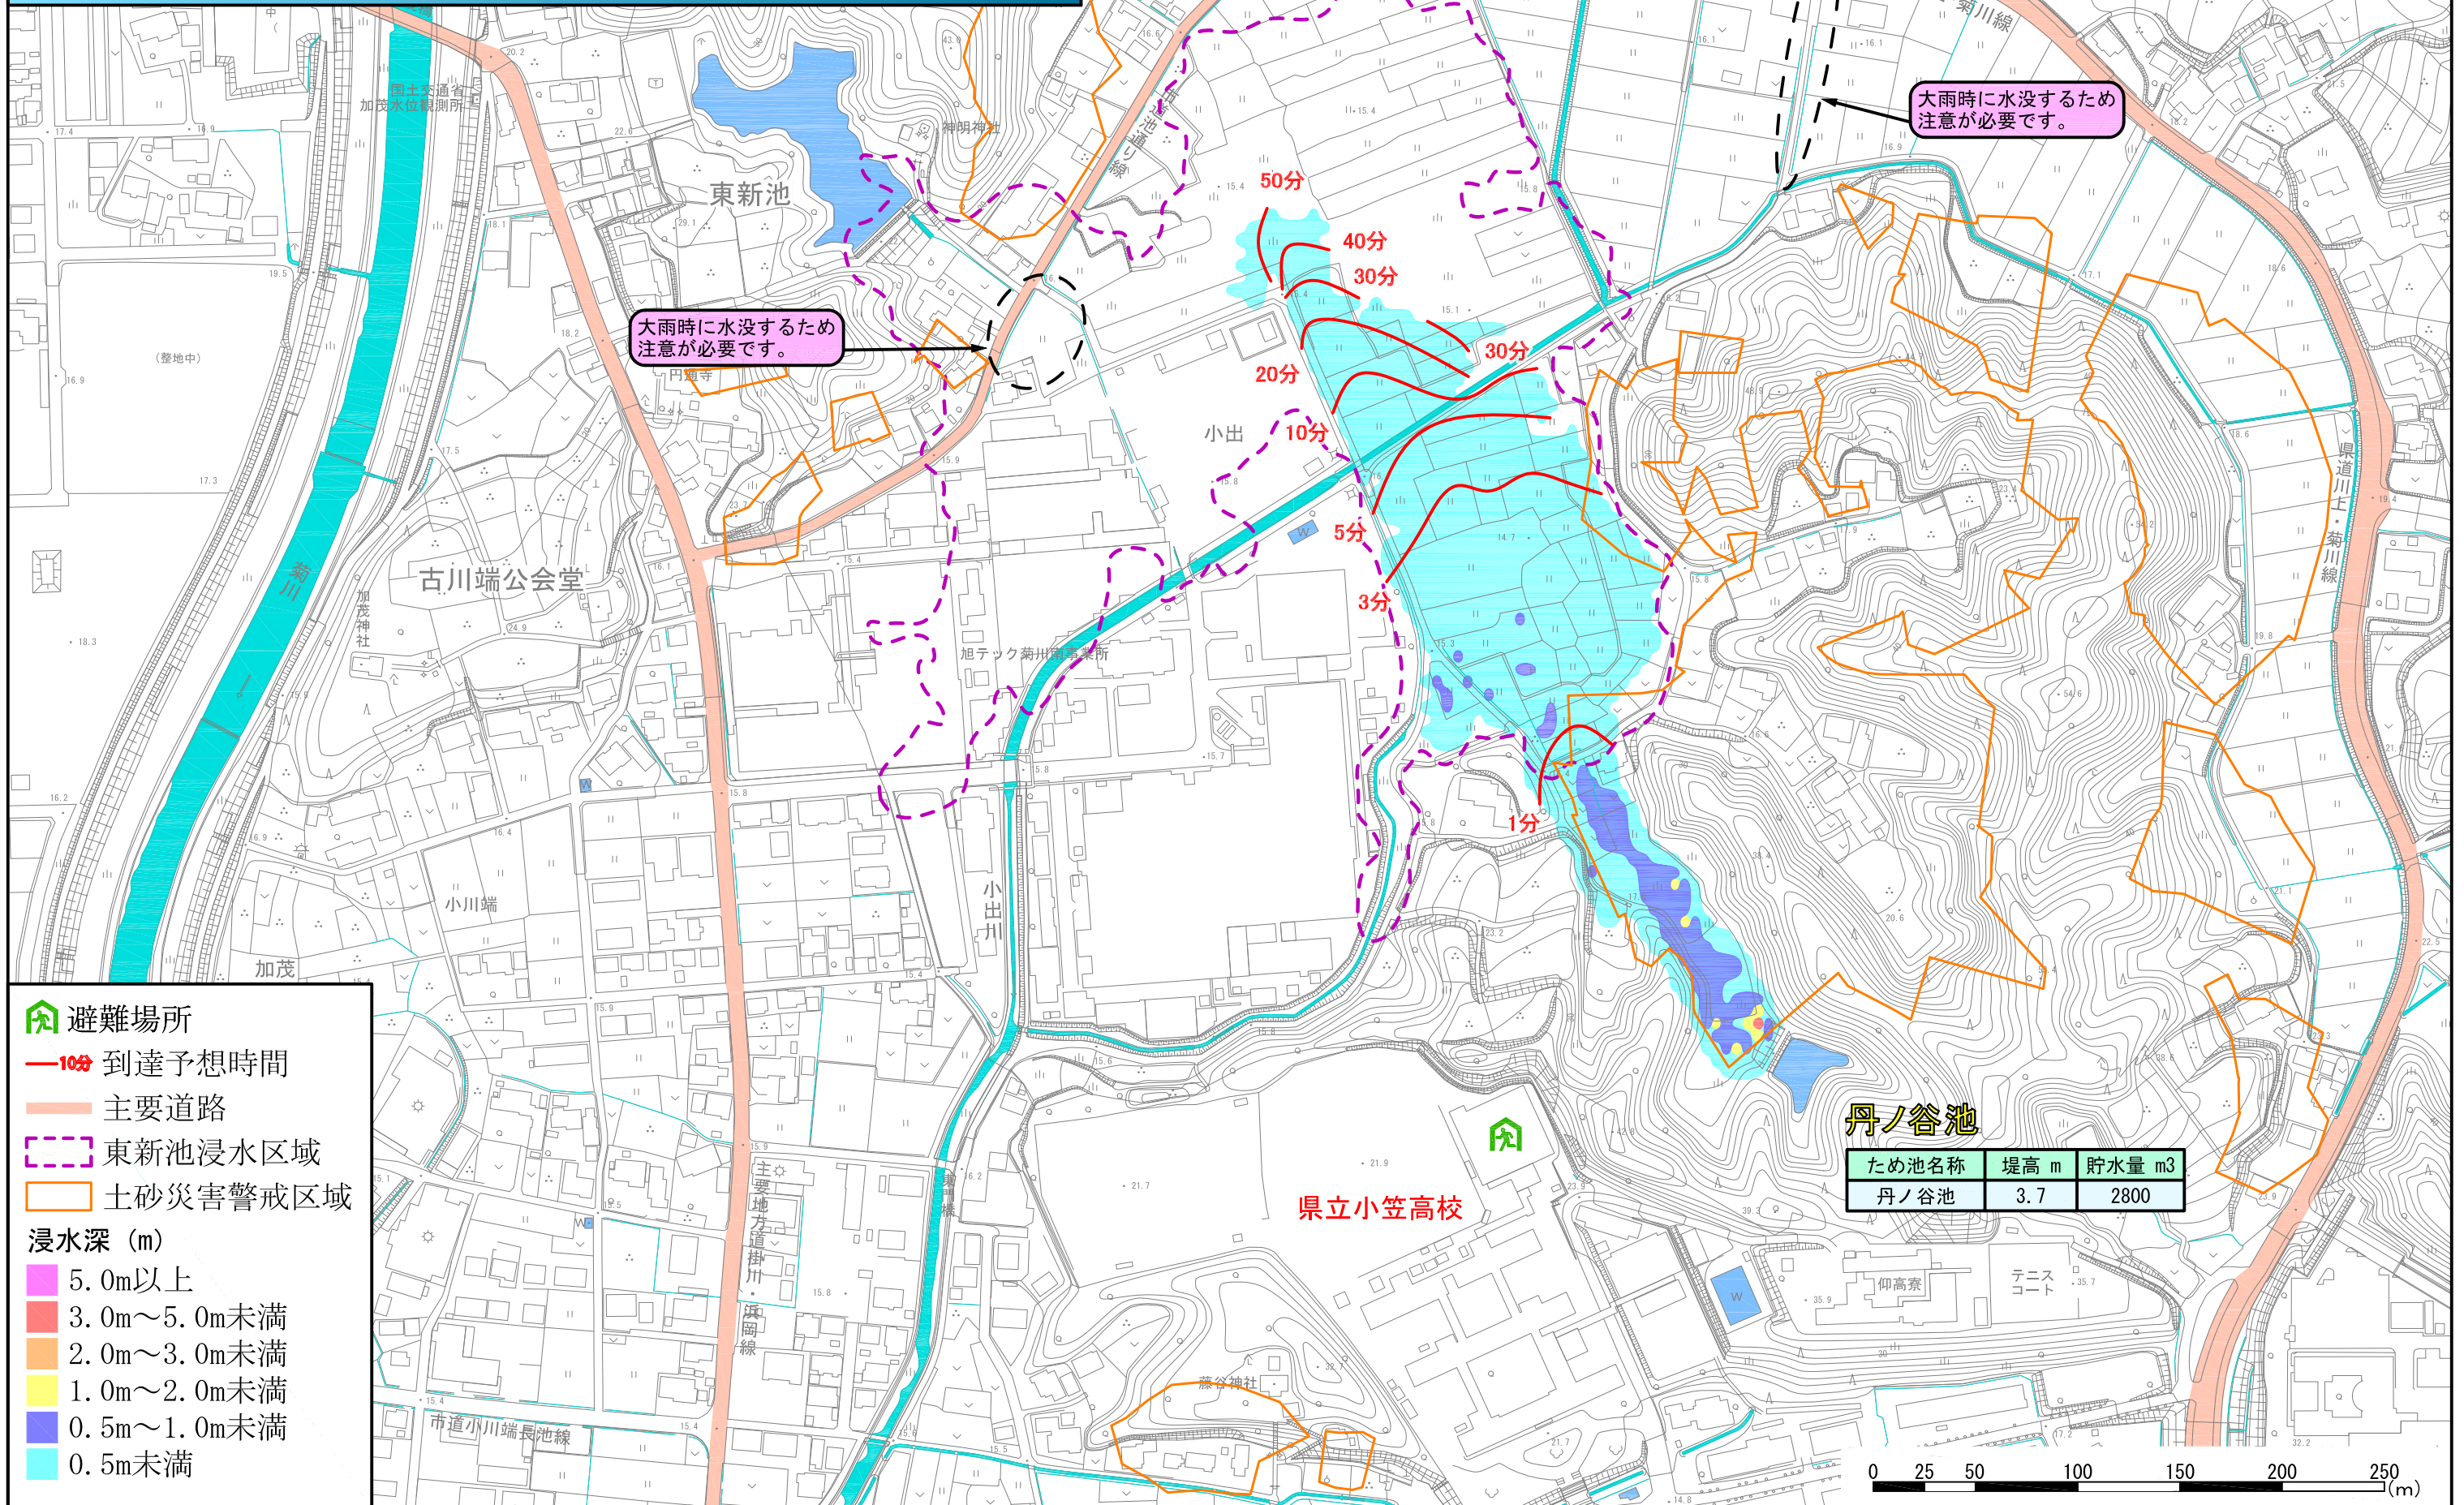 国土交通省
加茂水位観測所
神明神社
東新池
市道池通り線
菊川線
大雨時に水没するため
注意が必要です。
50分
40分
30分
大雨時に水没するため
注意が必要です。
円通寺
(整地中)
20分
30分
小出
10分
5分
3分
1分
県道川上・菊川線
菊川
古川端公会堂
加茂神社
旭テック菊川南事業所
小川端
小出川
加茂
避難場所
10分 到達予想時間
主要道路
東新池浸水区域
土砂災害警戒区域
浸水深 (m)
5.0m以上
3.0m～5.0m未満
2.0m～3.0m未満
1.0m～2.0m未満
0.5m～1.0m未満
0.5m未満
主要地方道掛川・浜岡線
市道小川端長池線
県立小笠高校
丹ノ谷池
ため池名称 堤高 m 貯水量 m3
丹ノ谷池 3.7 2800
仰高寮
テニス
コート
藤谷神社
0 25 50 100 150 200 250
(m)